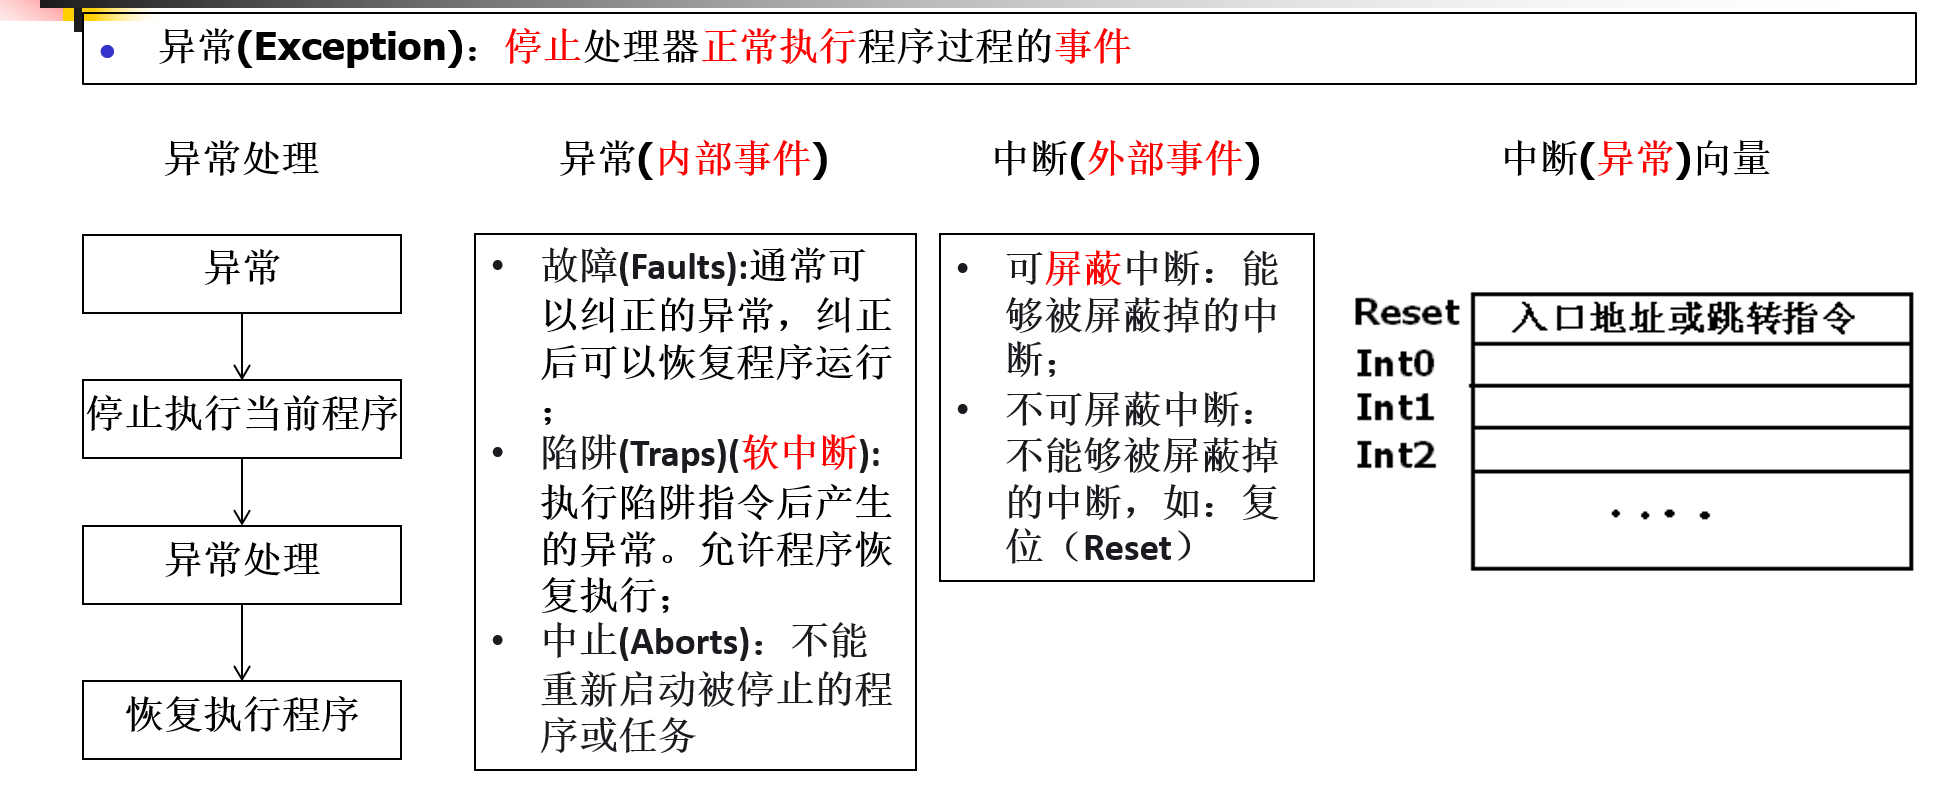 异常(Exception)：停止处理器正常执行程序过程的事件
异常处理
异常
停止执行当前程序
异常处理
恢复执行程序
异常(内部事件)
故障(Faults):通常可
以纠正的异常，纠正
后可以恢复程序运行
；
陷阱(Traps)(软中断):
执行陷阱指令后产生
的异常。允许程序恢
复执行；
中止(Aborts)：不能
重新启动被停止的程
序或任务
中断(外部事件)
可屏蔽中断：能
够被屏蔽掉的中
断；
不可屏蔽中断：
不能够被屏蔽掉
的中断，如：复
位（Reset）
中断(异常)向量
Reset 入口地址或跳转指令
Int0
Int1
Int2
....